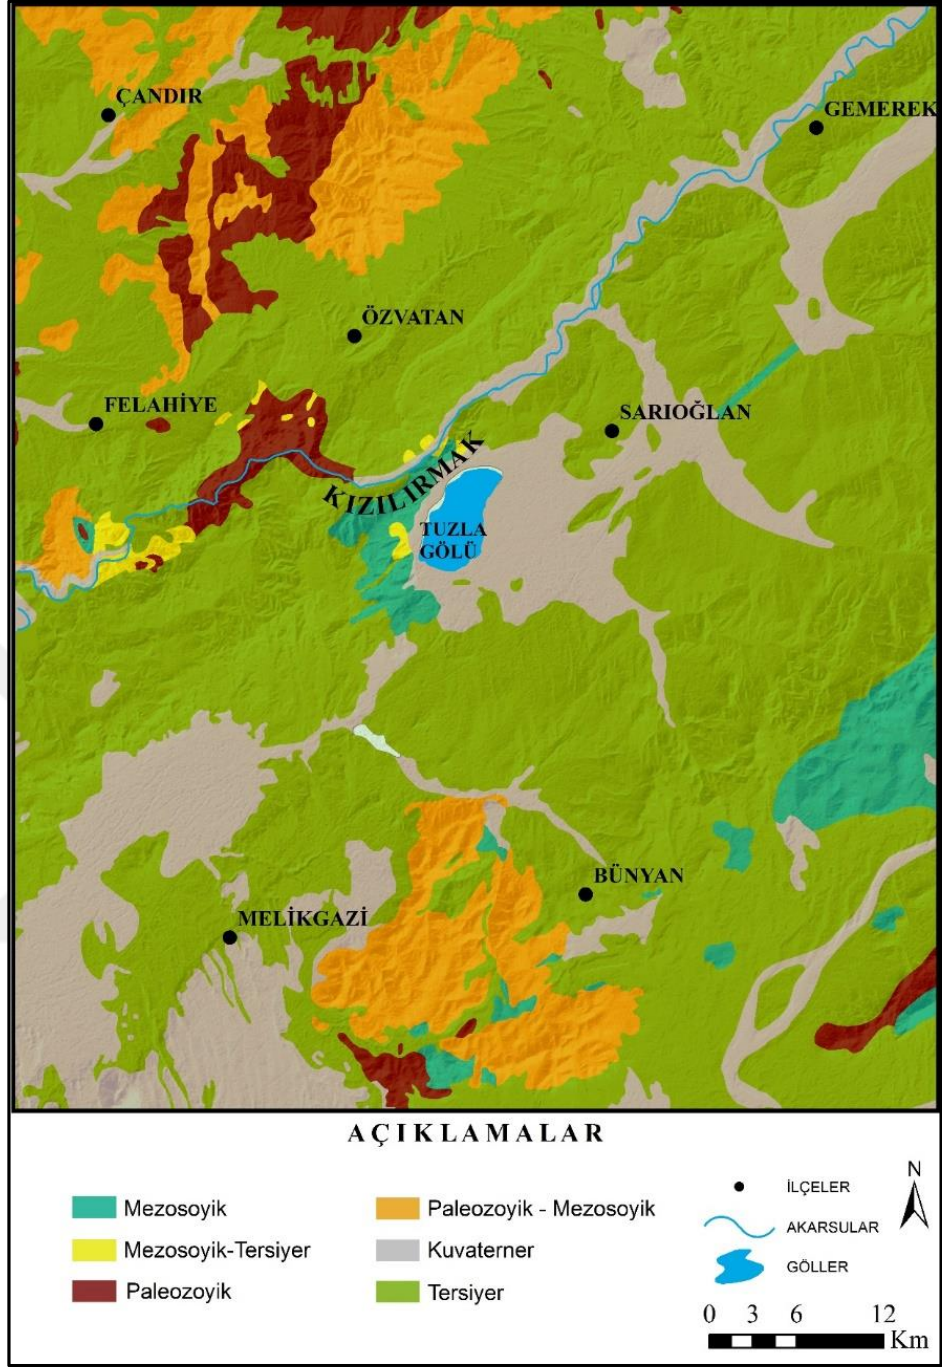 ÇANDIR
GEMEREK
ÖZVATAN
FELAHİYE
SARIOĞLAN
KIZILIRMAK
TUZLA
GÖLÜ
BÜNYAN
MELİKGAZİ
AÇIKLAMALAR
Mezosoyik
Mezosoyik-Tersiyer
Paleozoyik
Paleozoyik - Mezosoyik
Kuvaterner
Tersiyer
İLÇELER
AKARSULAR
GÖLLER
N
0 3 6 12
Km